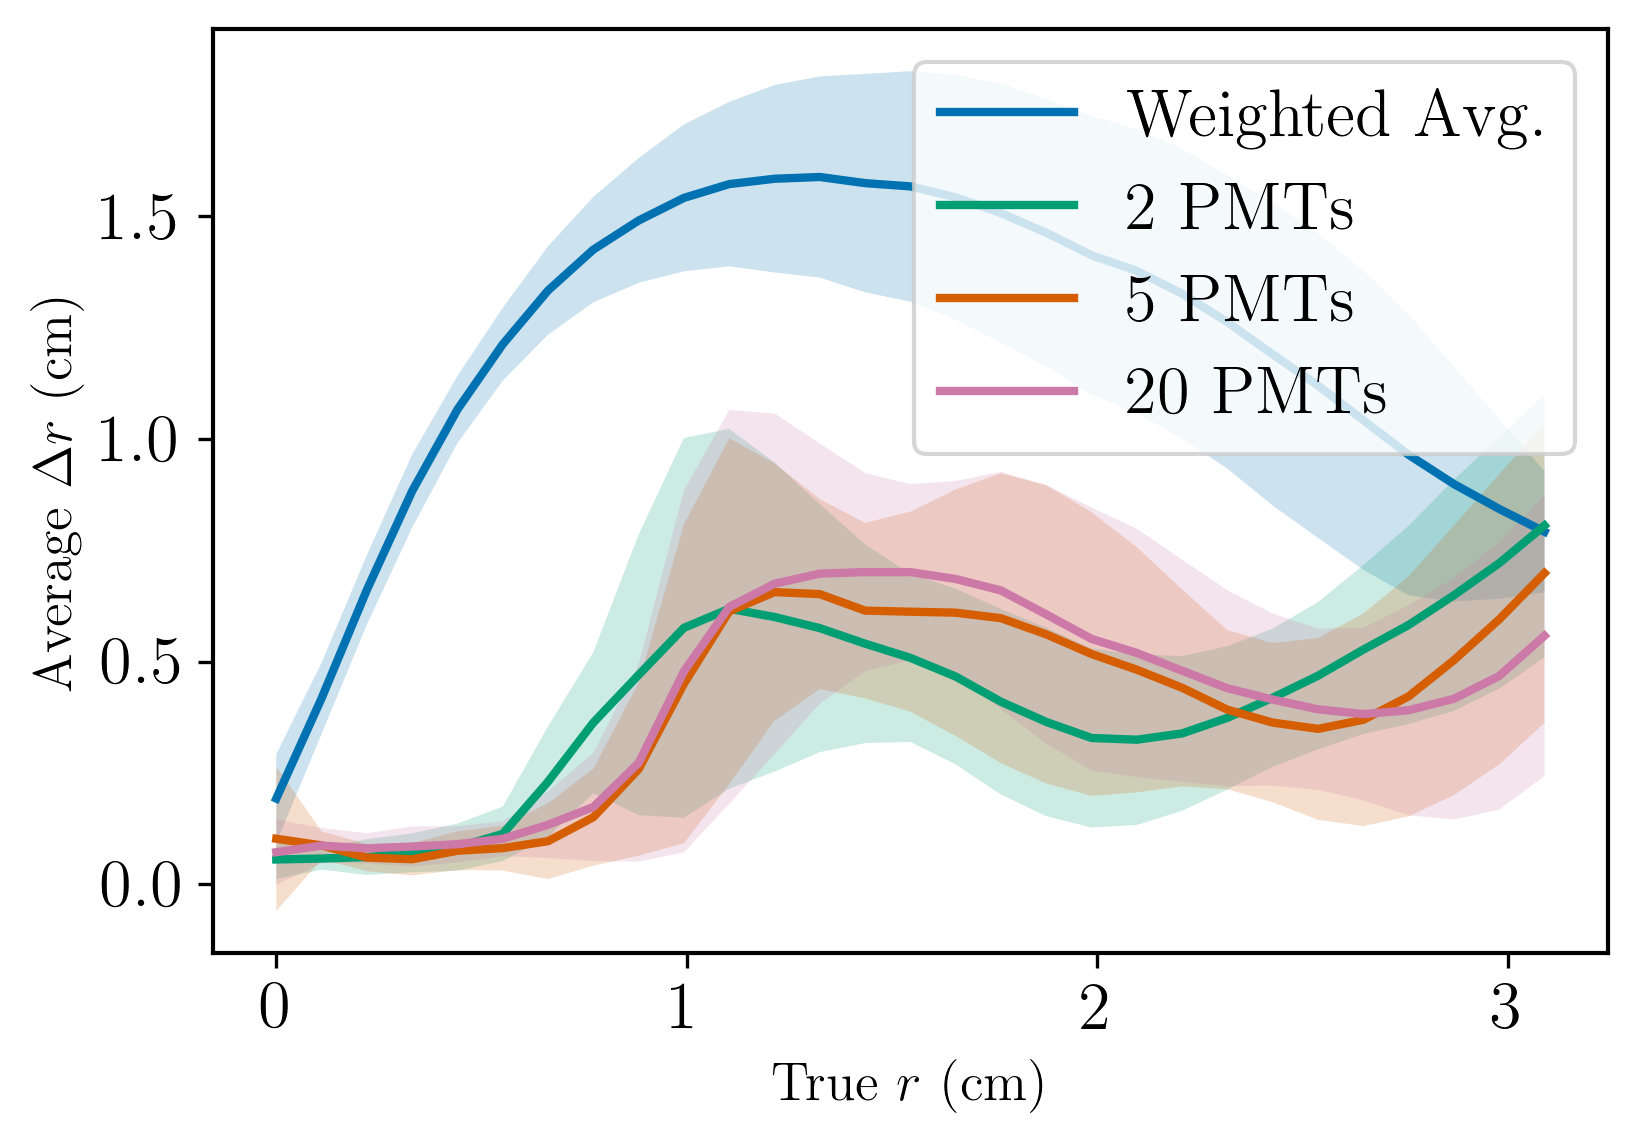 Weighted Avg.
2 PMTs
5 PMTs
20 PMTs
1.5
1.0
0.5
0.0
Average Δr (cm)
0
1
2
3
True r (cm)